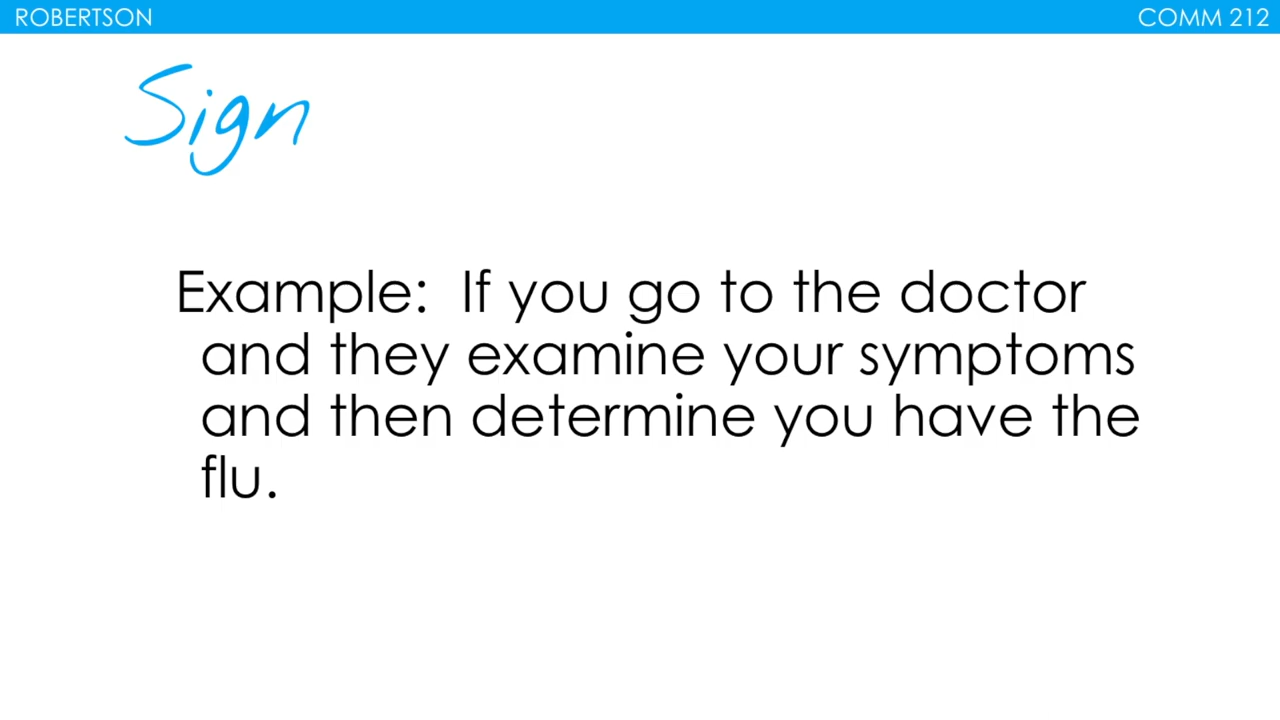 ROBERTSON
COMM 212
Sign
Example:  If you go to the doctor
and they examine your symptoms
and then determine you have the
flu.